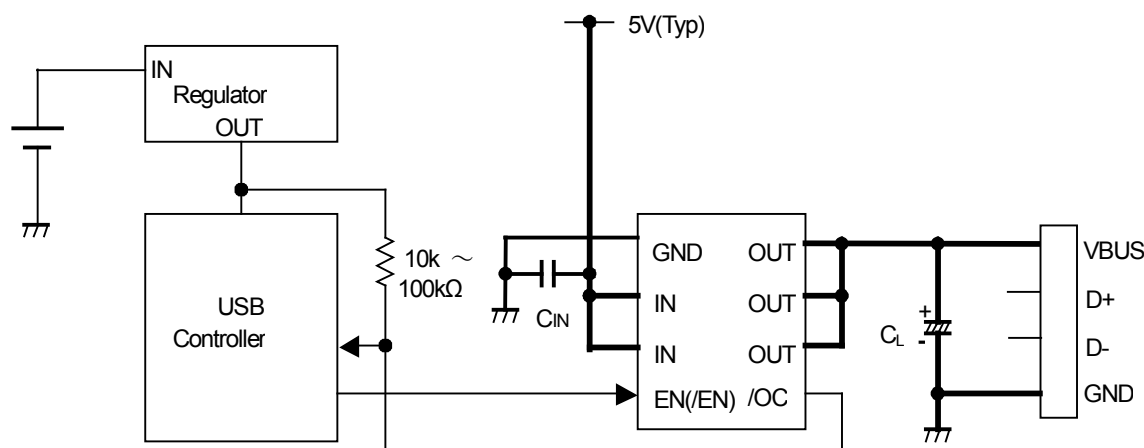 5V(Typ)
IN
Regulator
OUT
10k ～
100kΩ
USB
Controller
CIN
GND
IN
IN
EN(/EN)
OUT
OUT
OUT
/OC
+
CL
-
VBUS
D+
D-
GND